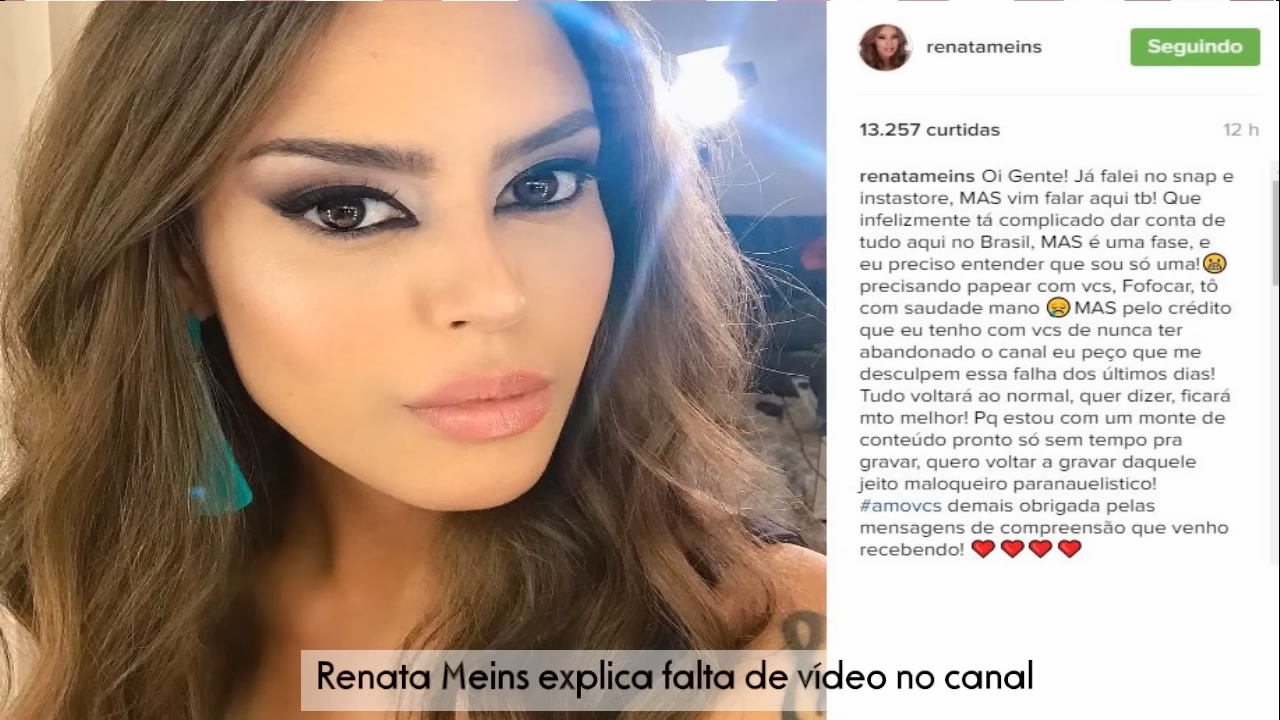 renatameins
Seguindo
13.257 curtidas
12 h
renatameins Oi Gente! Já falei no snap e
instastore, MAS vim falar aqui tb! Que
infelizmente tá complicado dar conta de
tudo aqui no Brasil, MAS é uma fase, e
eu preciso entender que sou só uma!😭
precisando papear com vcs, Fofocar, tô
com saudade mano 😢 MAS pelo crédito
que eu tenho com vcs de nunca ter
abandonado o canal eu peço que me
desculpem essa falha dos últimos dias!
Tudo voltará ao normal, quer dizer, ficará
mto melhor! Pq estou com um monte de
conteúdo pronto só sem tempo pra
gravar, quero voltar a gravar daquele
jeito maloqueiro paranauelistico!
#amovcs demais obrigada pelas
mensagens de compreensão que venho
recebendo! ❤️ ❤️ ❤️ ❤️
Renata Meins explica falta de vídeo no canal